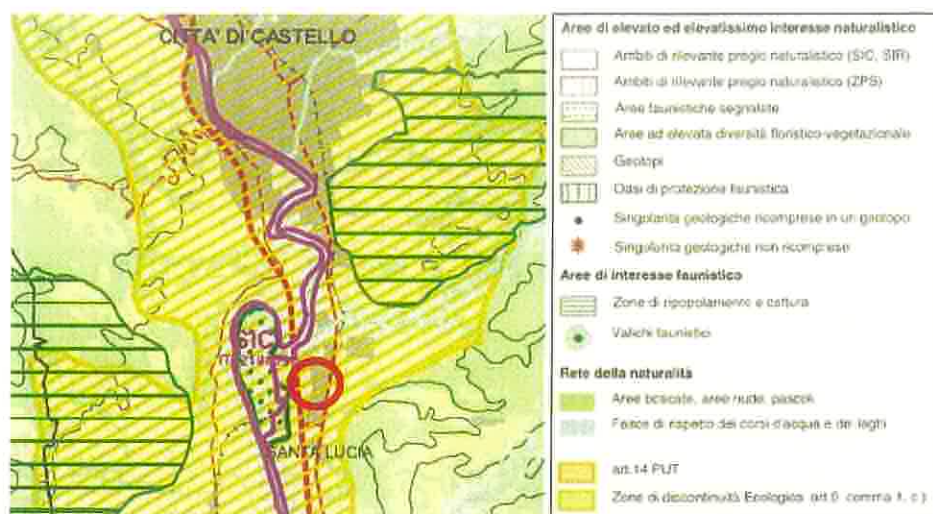 CITTA' DI CASTELLO
SIC
SANTA LUCIA
Aree di elevato ed elevatissimo interesse naturalistico
Ambiti di rilevante pregio naturalistico (SIC, SIR)
Ambiti di rilevante pregio naturalistico (ZPS)
Aree faunistiche segnalate
Aree ad elevata diversità floristico-vegetazionale
Geotopi
Oasi di protezione faunistica
Singolarità geologiche ricomprese in un geotopo
Singolarità geologiche non ricomprese
Aree di interesse faunistico
Zone di ripopolamento e cattura
Valichi faunistici
Rete della naturalità
Aree boscate, aree nude, pascoli
Fasce di rispetto dei corsi d'acqua e dei laghi
art.14 PUT
Zone di discontinuità Ecologica art.9 comma 1, c.)